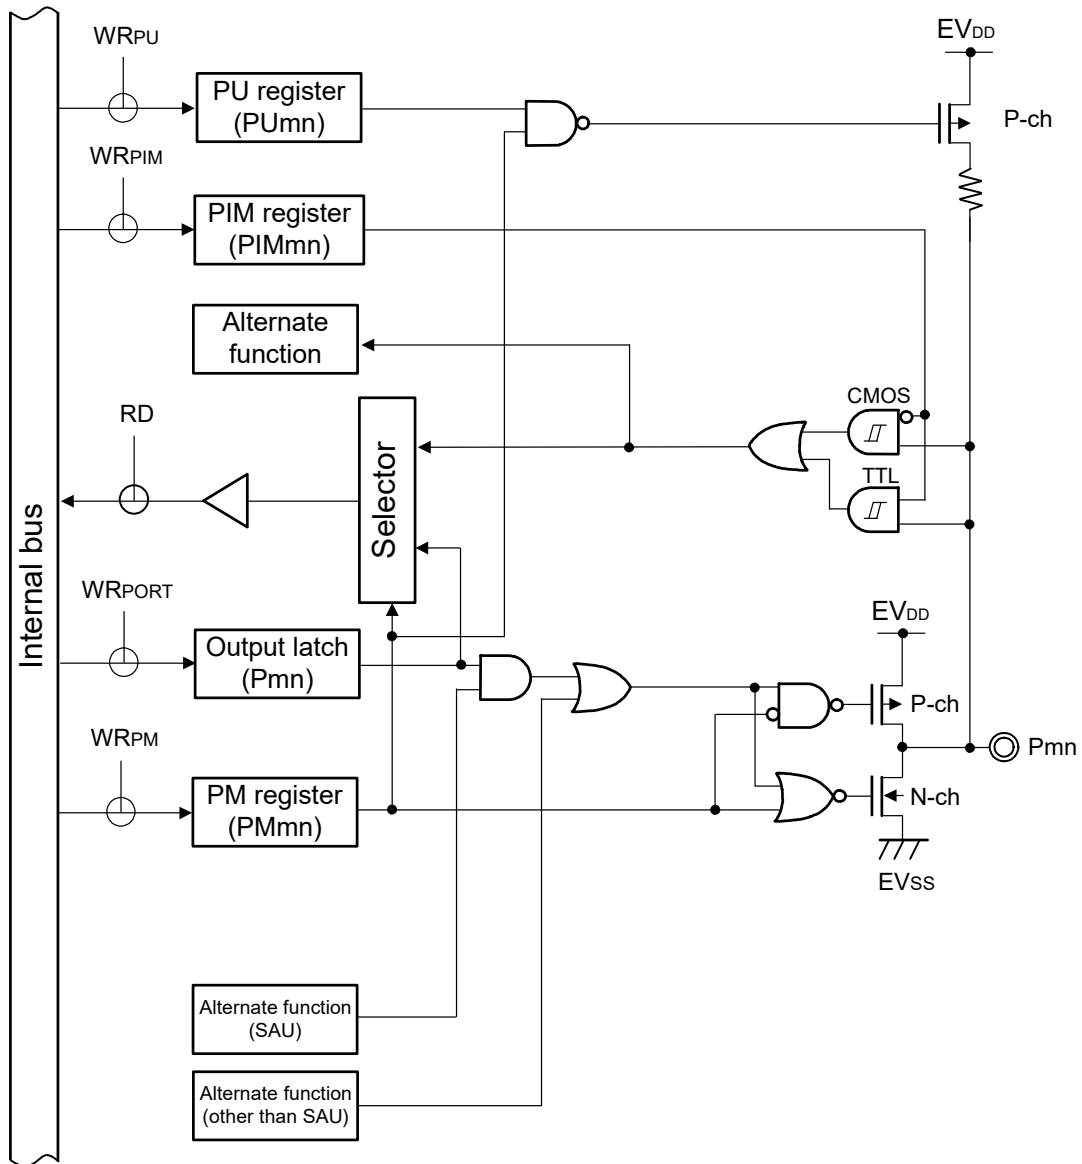 WRPU
EVDD
PU register
(PUmn)
P-ch
WRPIM
PIM register
(PIMmn)
Alternate
function
CMOS
RD
Selector
TTL
Internal bus
WRPORT
EVDD
Output latch
(Pmn)
P-ch
Pmn
WRPM
PM register
(PMmn)
N-ch
EVSS
Alternate function
(SAU)
Alternate function
(other than SAU)